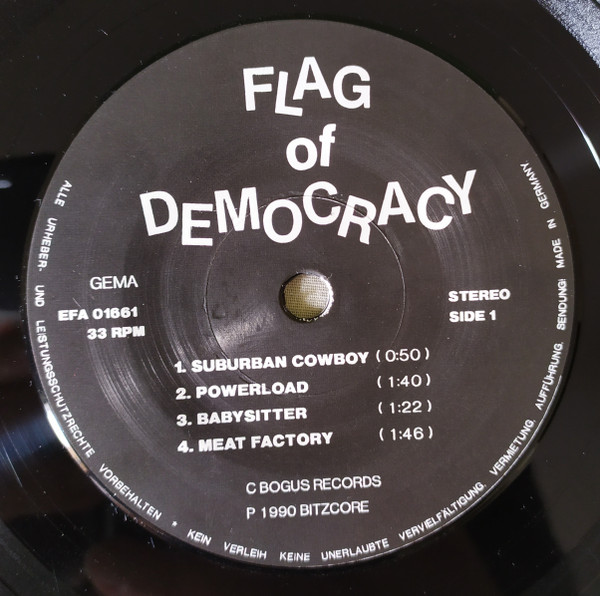 FLAG
of
DEMOCRACY
GEMA
EFA 01661
33 RPM
STEREO
SIDE 1
1. SUBURBAN COWBOY (0:50)
2. POWERLOAD (1:40)
3. BABYSITTER (1:22)
4. MEAT FACTORY (1:46)
C BOGUS RECORDS
P 1990 BITZCORE
ALLE URHEBER- UND LEISTUNGSSCHUTZRECHTE VORBEHALTEN * KEIN VERLEIH KEINE UNERLAUBTE VERVIELFÄLTIGUNG, VERMIETUNG, AUFFÜHRUNG, SENDUNG! MADE IN GERMANY